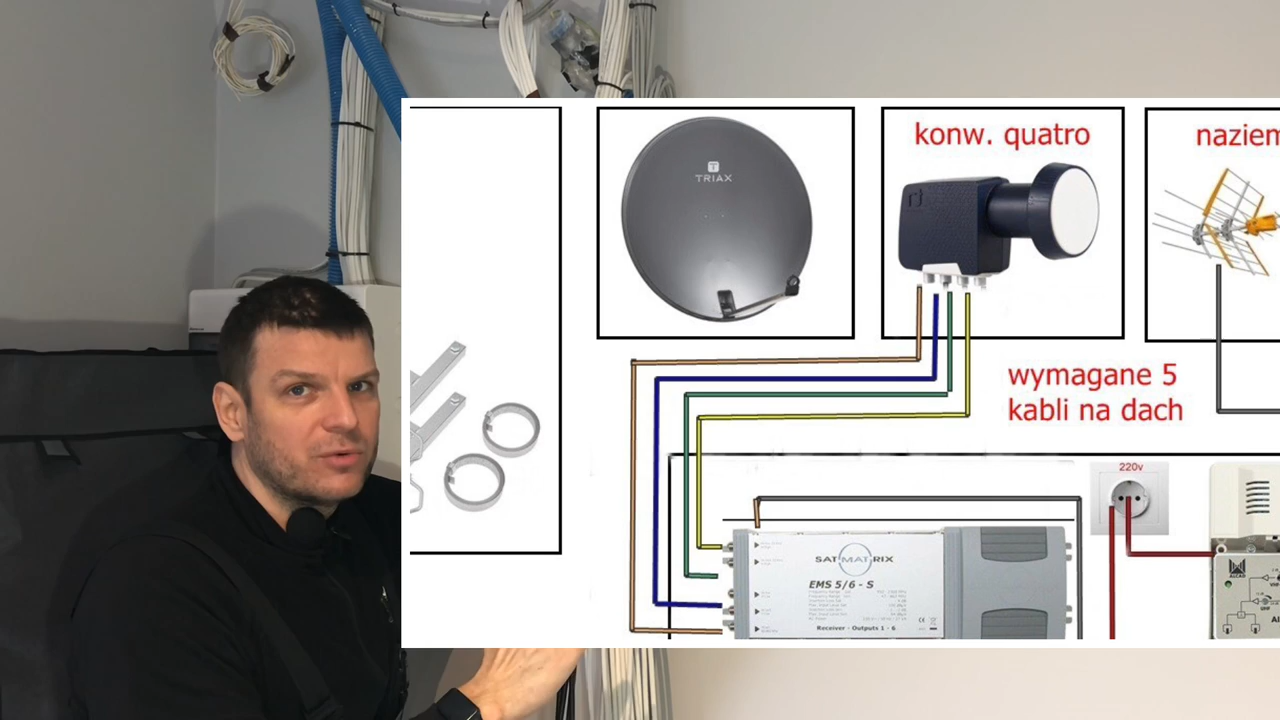 konw. quatro
naziem
TRIAX
wymagane 5
kabli na dach
220v
SATMATRIX
EMS 5/6 - S
Receiver - Outputs 1 - 6